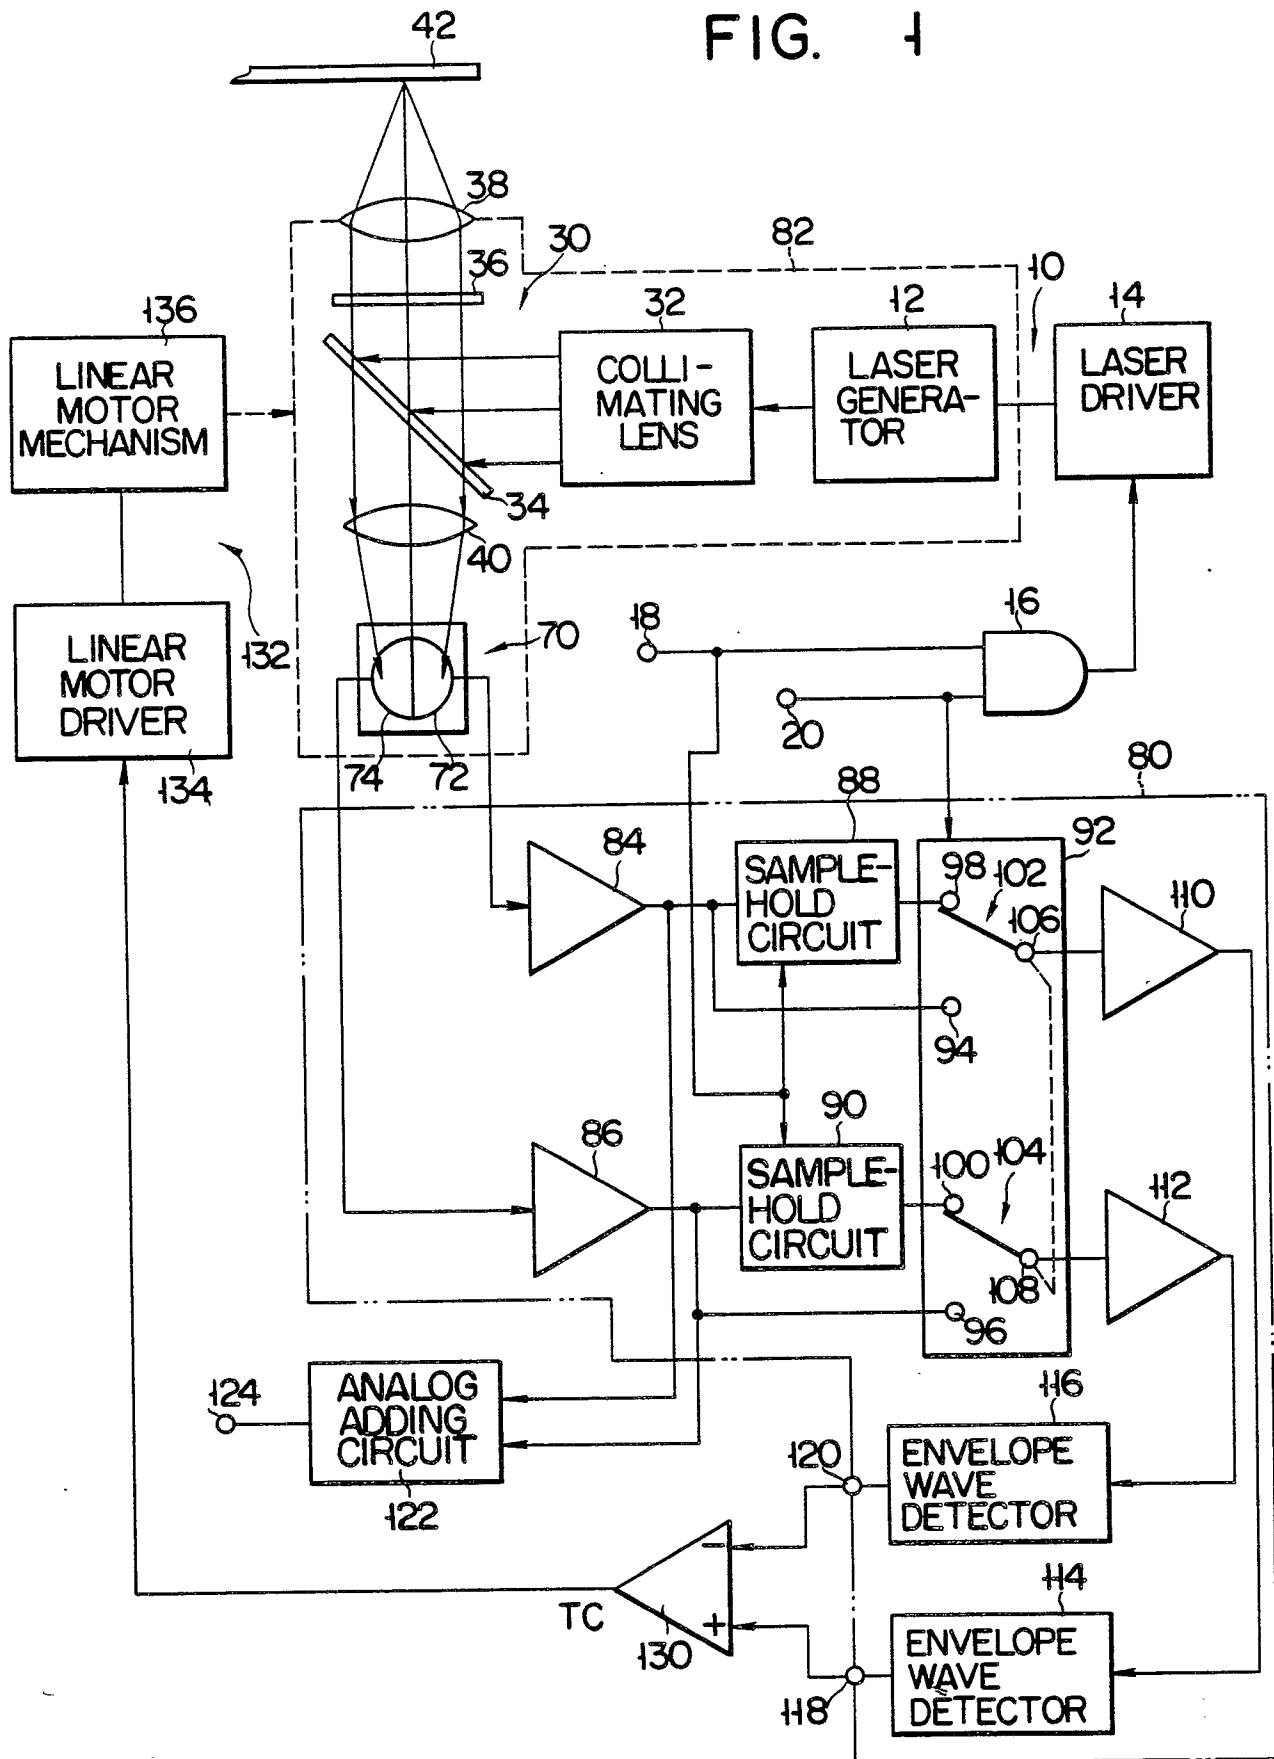 FIG. 1
42
38
30
82
36
10
136
32
12
14
LINEAR
MOTOR
MECHANISM
COLLI-
MATING
LENS
LASER
GENERA-
TOR
LASER
DRIVER
34
40
16
18
70
132
LINEAR
MOTOR
DRIVER
20
74
72
134
80
88
84
92
SAMPLE-
HOLD
CIRCUIT
98
102
110
106
94
90
86
SAMPLE-
HOLD
CIRCUIT
100
104
112
108
96
ANALOG
ADDING
CIRCUIT
124
116
120
ENVELOPE
WAVE
DETECTOR
122
-
114
TC
+
130
ENVELOPE
WAVE
DETECTOR
118